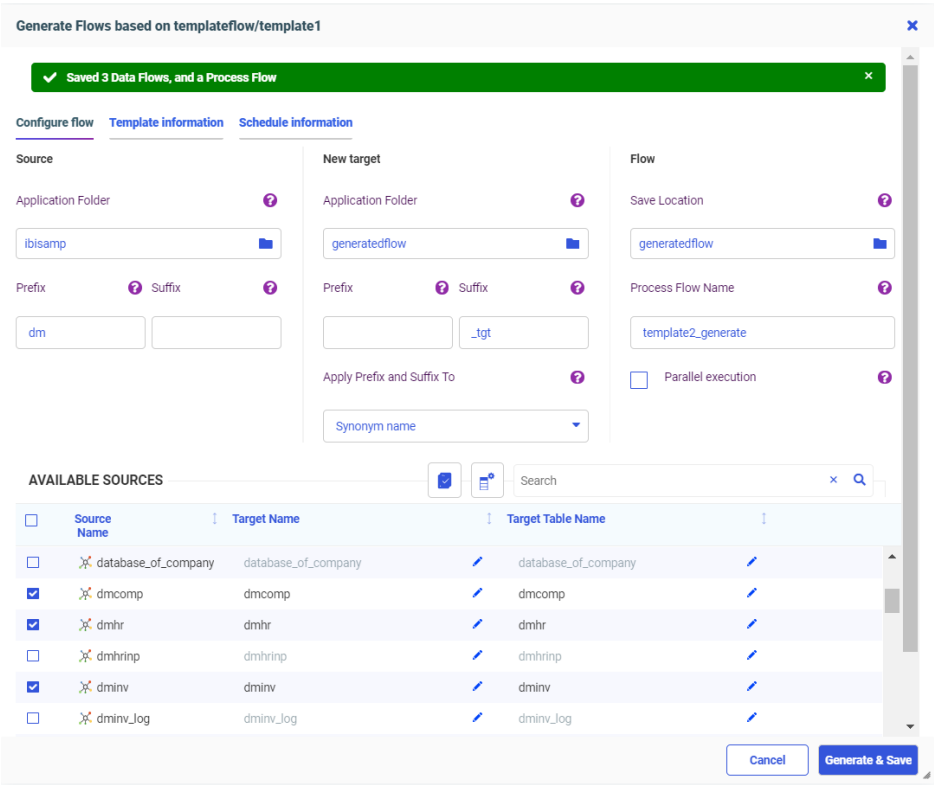 Generate Flows based on templateflow/template1
Saved 3 Data Flows, and a Process Flow
Configure flow Template information Schedule information
Source New target Flow
Application Folder ? Application Folder ? Save Location ?
ibisamp generatedflow generatedflow
Prefix ? Suffix ? Prefix ? Suffix ? Process Flow Name ?
dm _tgt template2_generate
Apply Prefix and Suffix To ? Parallel execution ?
Synonym name
AVAILABLE SOURCES Search
Source Name Target Name Target Table Name
database_of_company database_of_company database_of_company
dmcomp dmcomp dmcomp
dmhr dmhr dmhr
dmhrinp dmhrinp dmhrinp
dminv dminv dminv
dminv_log dminv_log dminv_log
Cancel Generate & Save